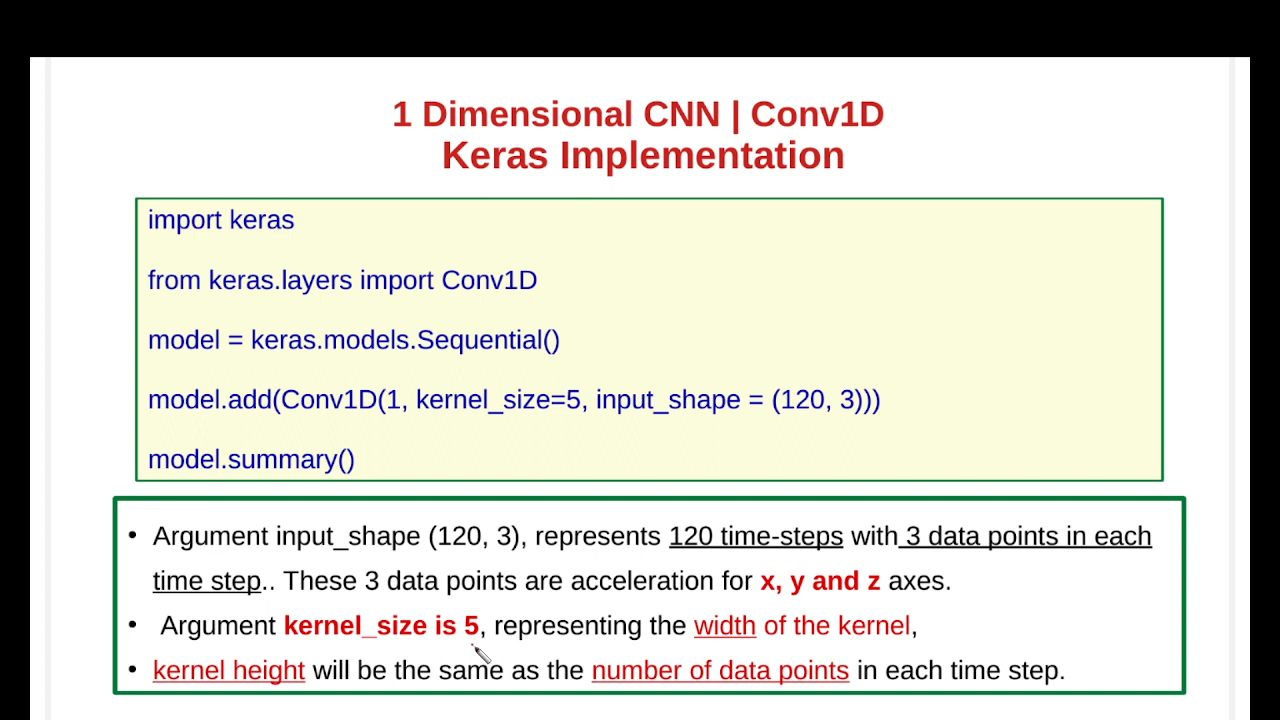 1 Dimensional CNN | Conv1D
Keras Implementation
import keras
from keras.layers import Conv1D
model = keras.models.Sequential()
model.add(Conv1D(1, kernel_size=5, input_shape = (120, 3)))
model.summary()
• Argument input_shape (120, 3), represents 120 time-steps with 3 data points in each
time step.. These 3 data points are acceleration for x, y and z axes.
• Argument kernel_size is 5, representing the width of the kernel,
• kernel height will be the same as the number of data points in each time step.